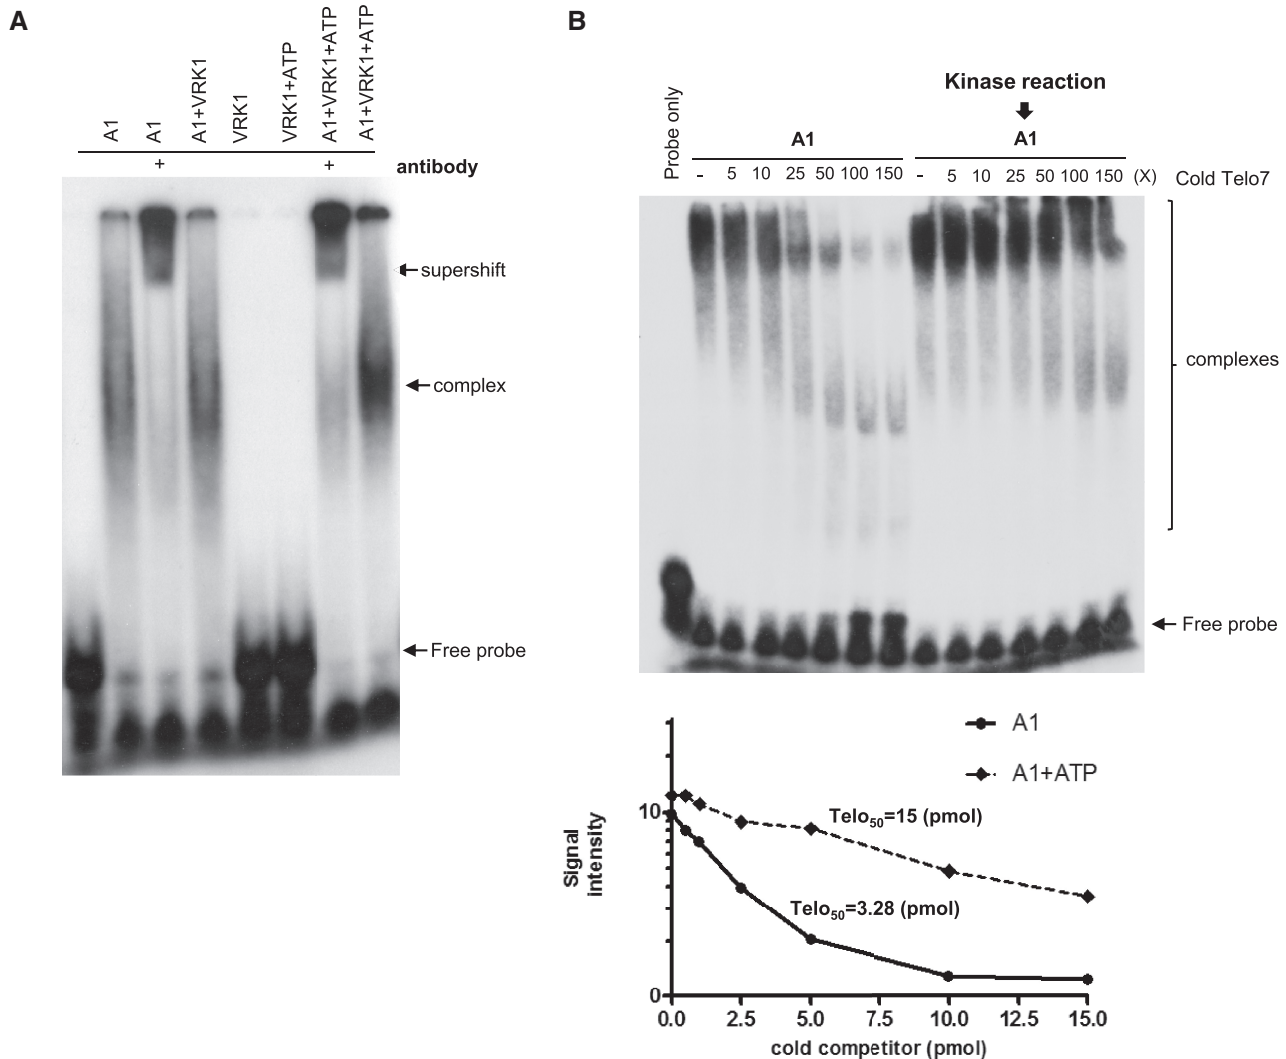 A
A1
A1
A1+VRK1
VRK1
VRK1+ATP
A1+VRK1+ATP
A1+VRK1+ATP
+ + antibody
supershift
complex
Free probe
B
Kinase reaction
Probe only
A1 A1
- 5 10 25 50 100 150 - 5 10 25 50 100 150 (X) Cold Telo7
complexes
Free probe
A1
A1+ATP
Signal
intensity
10
0
Telo50=15 (pmol)
Telo50=3.28 (pmol)
0.0 2.5 5.0 7.5 10.0 12.5 15.0
cold competitor (pmol)